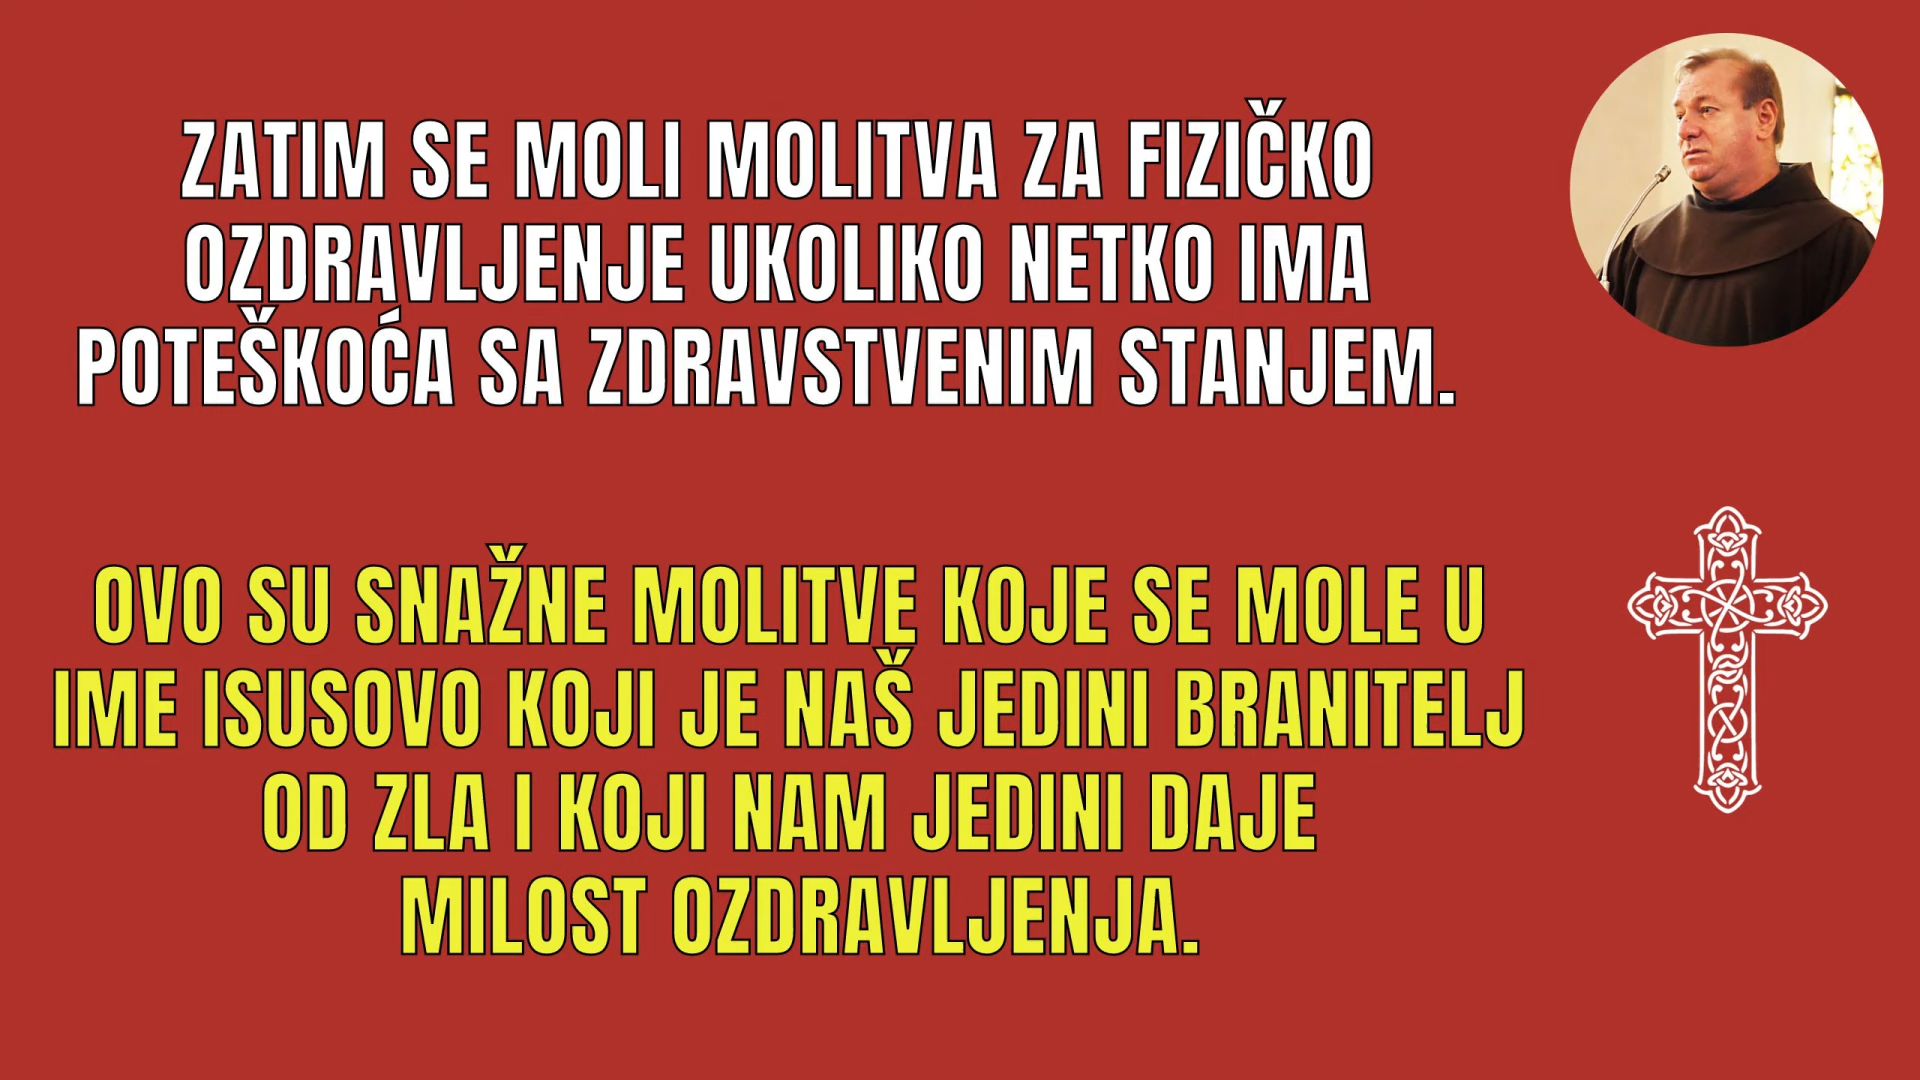 ZATIM SE MOLI MOLITVA ZA FIZIČKO
OZDRAVLJENJE UKOLIKO NETKO IMA
POTEŠKOĆA SA ZDRAVSTVENIM STANJEM.
OVO SU SNAŽNE MOLITVE KOJE SE MOLE U
IME ISUSOVO KOJI JE NAŠ JEDINI BRANITELJ
OD ZLA I KOJI NAM JEDINI DAJE
MILOST OZDRAVLJENJA.